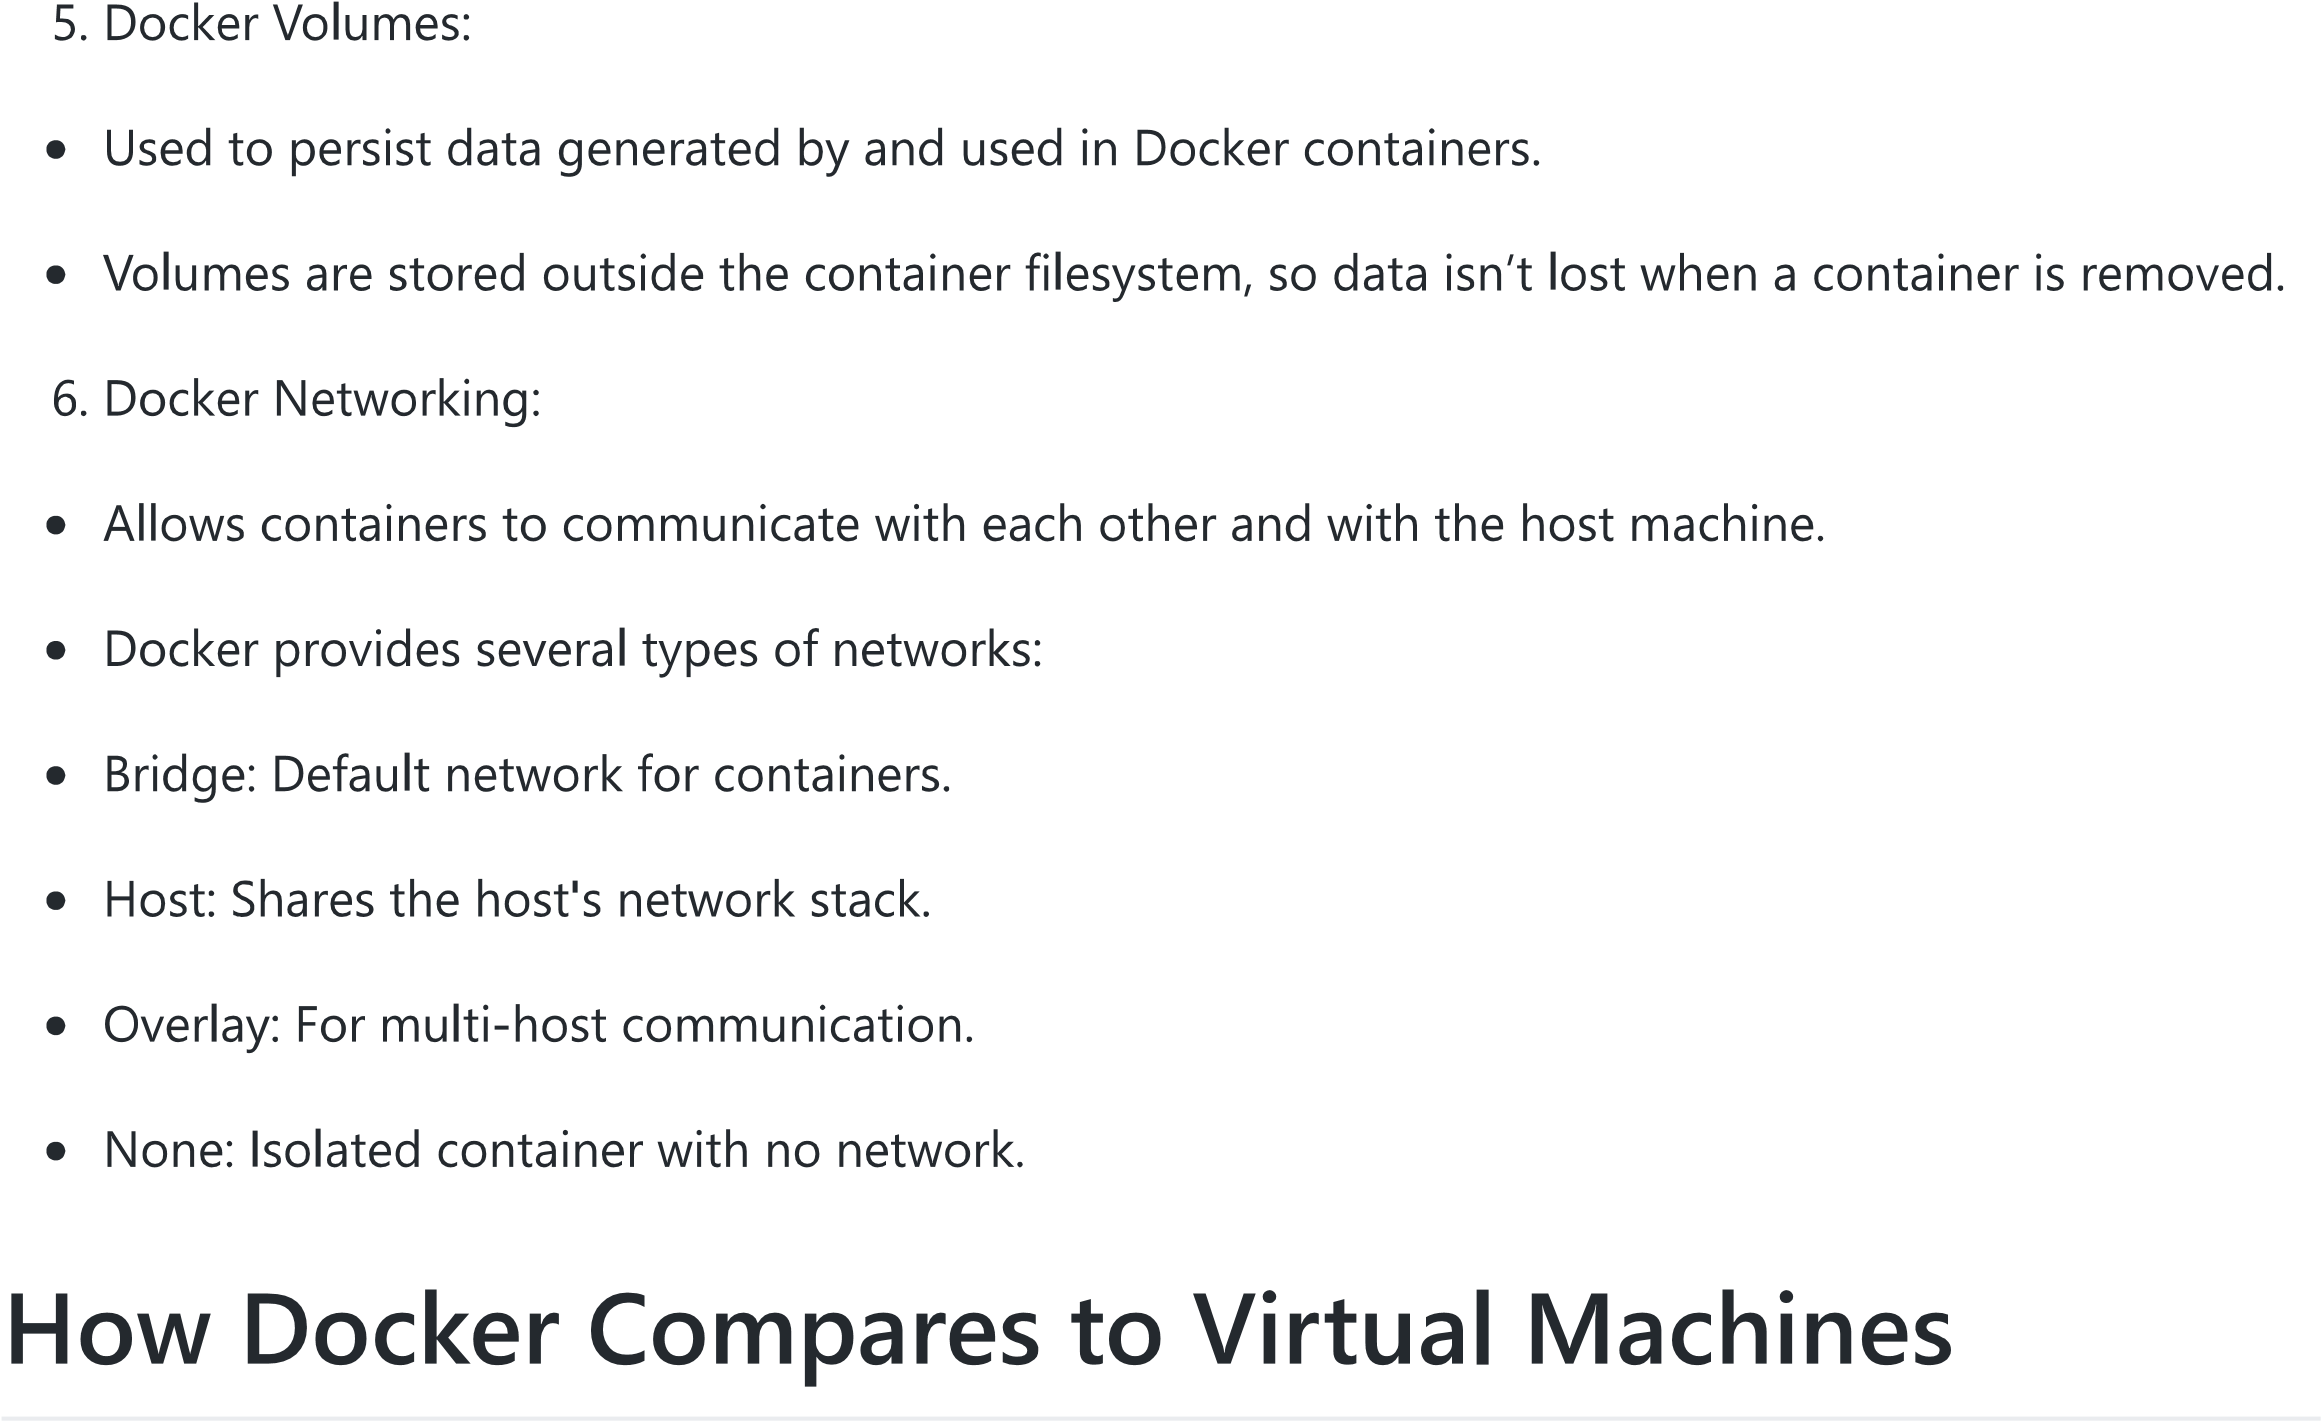 5. Docker Volumes:
• Used to persist data generated by and used in Docker containers.
• Volumes are stored outside the container filesystem, so data isn’t lost when a container is removed.
6. Docker Networking:
• Allows containers to communicate with each other and with the host machine.
• Docker provides several types of networks:
• Bridge: Default network for containers.
• Host: Shares the host's network stack.
• Overlay: For multi-host communication.
• None: Isolated container with no network.
How Docker Compares to Virtual Machines